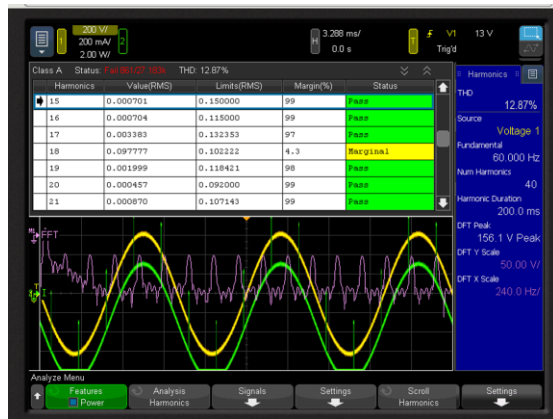 1 200 V/ 2 H 3.288 ms/ T V1 13 V
200 mA/ 0.0 s Trig'd
2.00 W/
Class A Status: THD: 12.87%
Harmonics Value(RMS) Limits(RMS) Margin(%) Status
15 0.000701 0.150000 99 Pass
16 0.000704 0.115000 99 Pass
17 0.003383 0.132353 97 Pass
18 0.097777 0.102222 4.3 Marginal
19 0.001999 0.118421 98 Pass
20 0.000457 0.092000 99 Pass
21 0.000870 0.107143 99 Pass
Harmonics
THD
12.87%
Source
Voltage 1
Fundamental
60.000 Hz
Num Harmonics
40
Harmonic Duration
200.0 ms
DFT Peak
156.1 V Peak
DFT Y Scale
50.00 V/
DFT X Scale
240.0 Hz/
FFT
Analyze Menu
Features
Power
Analysis
Harmonics
Signals
Settings
Scroll
Harmonics
Settings